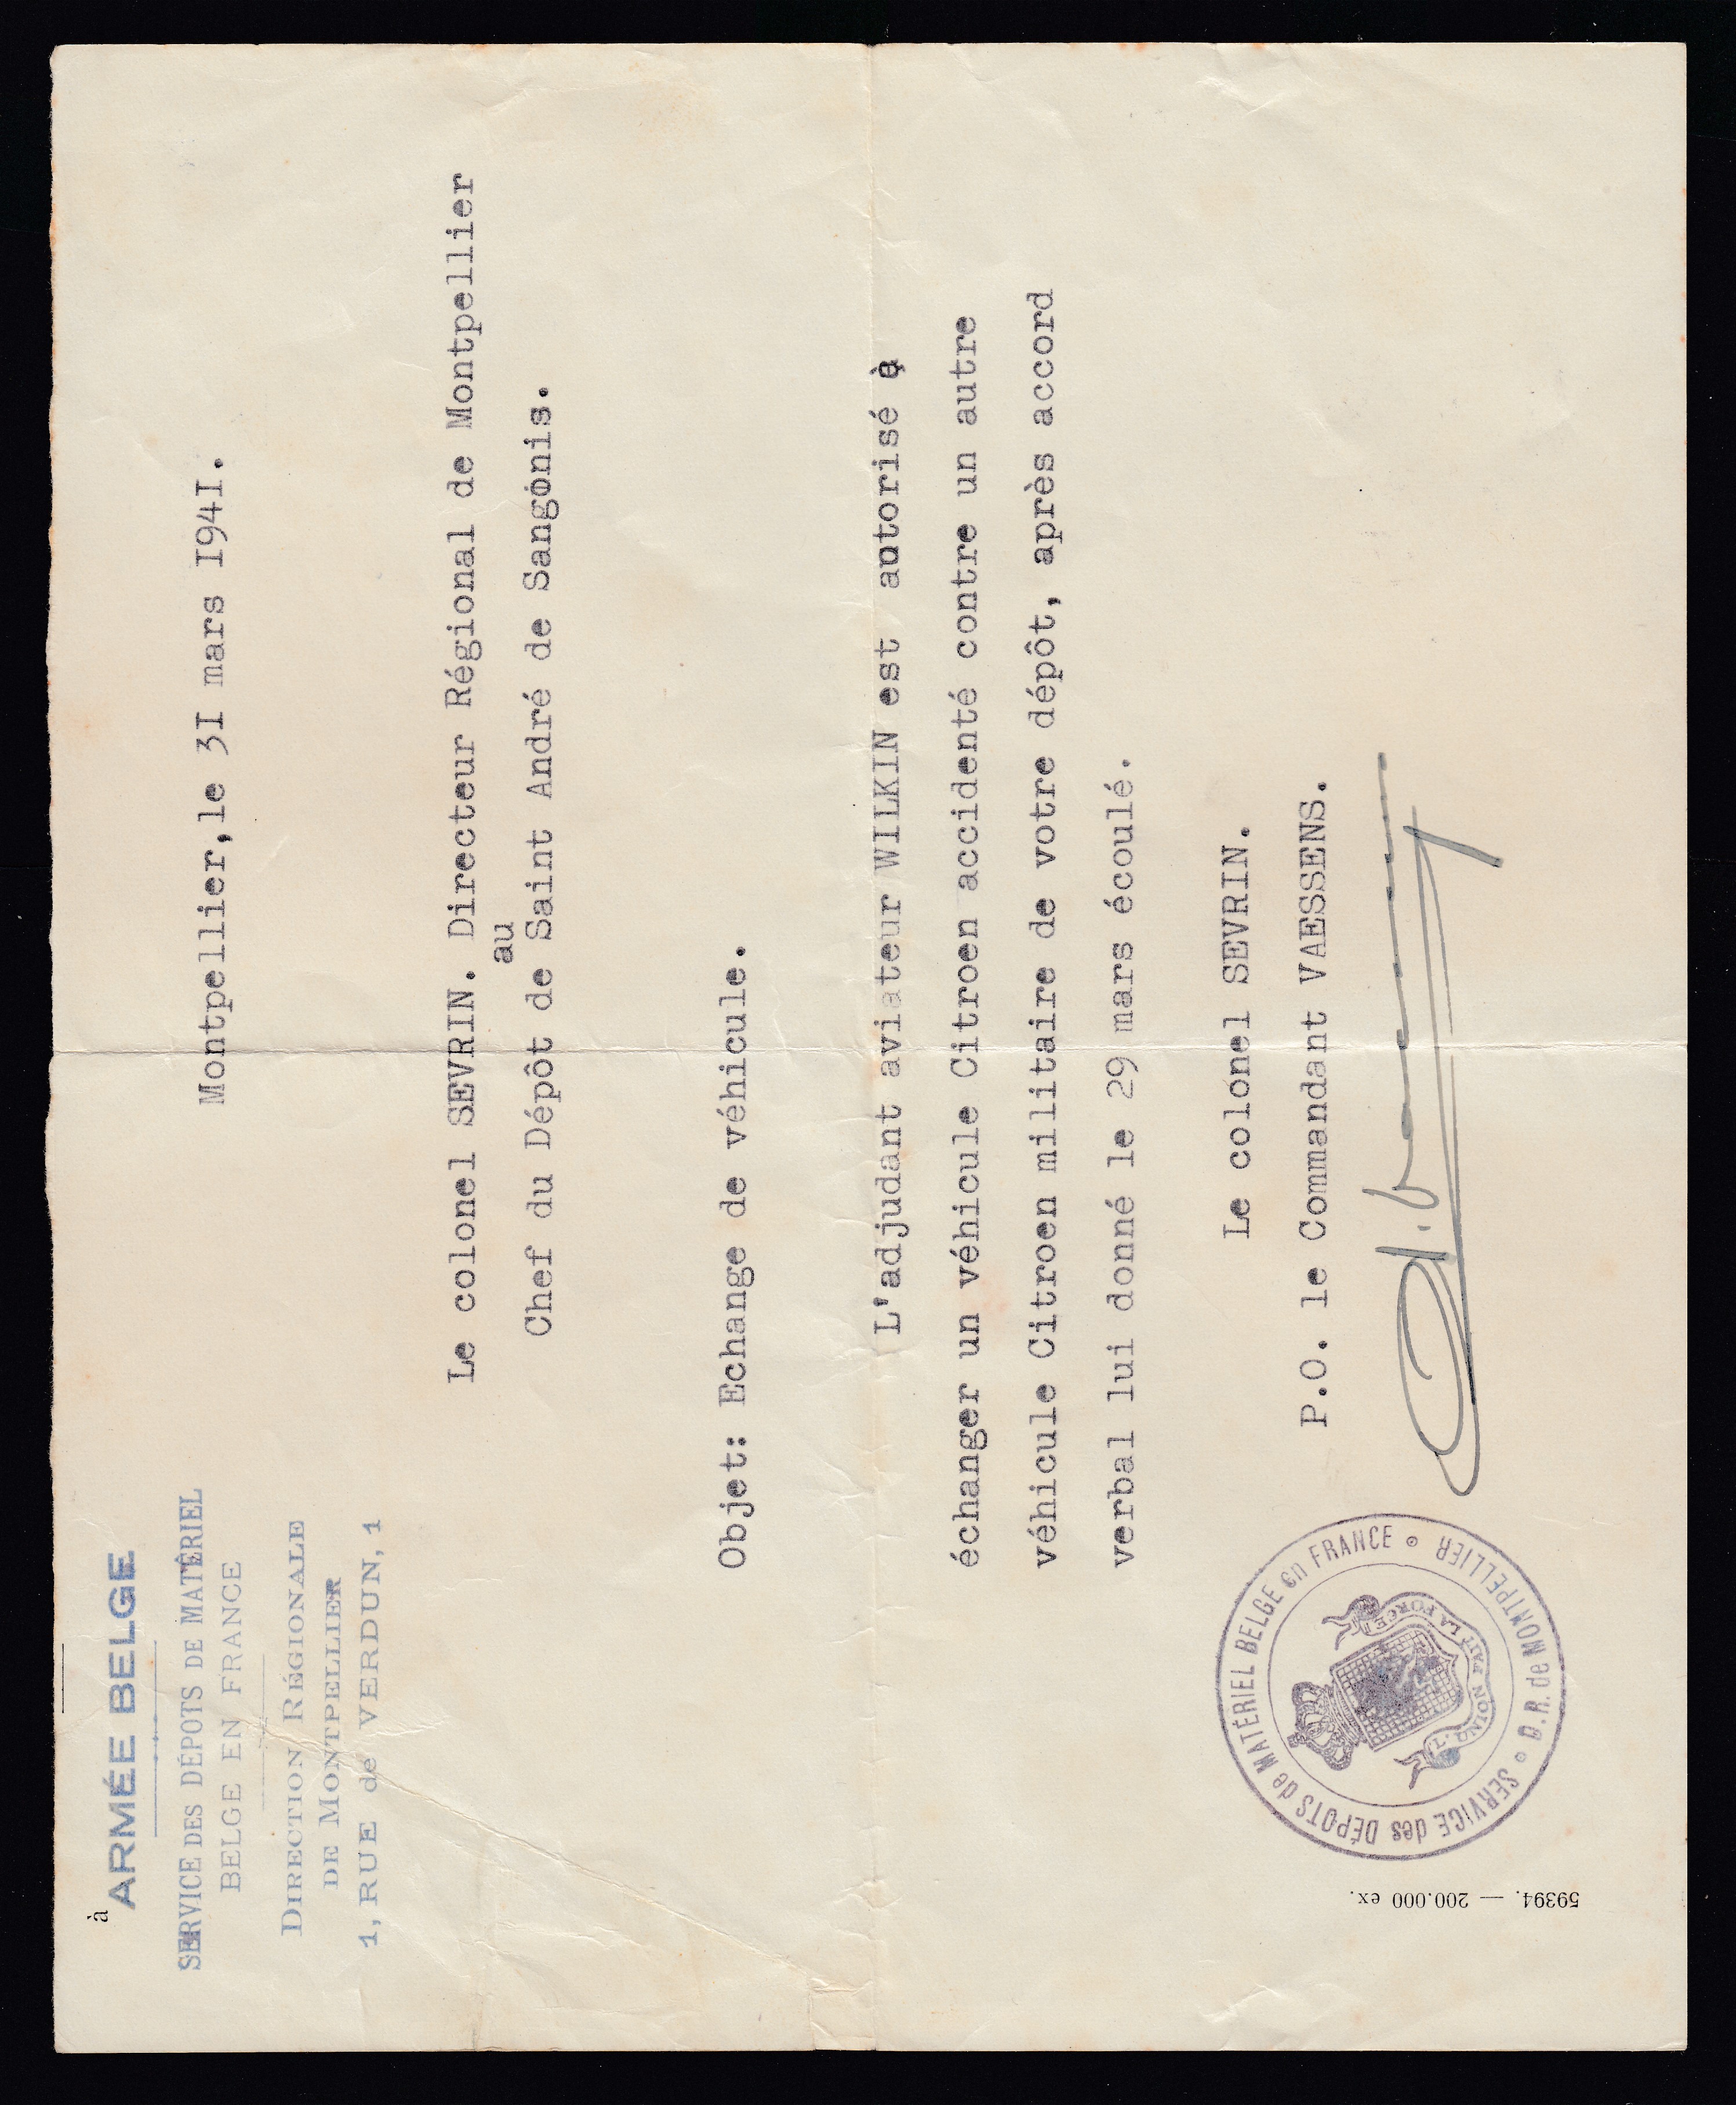 à
ARMÉE BELGE
SERVICE DES DÉPOTS DE MATÉRIEL
BELGE EN FRANCE
DIRECTION RÉGIONALE
DE MONTPELLIER
1, RUE de VERDUN, 1
Montpellier,le 3I mars I94I.
Le colonel SEVRIN. Directeur Régional de Montpellier
au
Chef du Dépôt de Saint André de Sangonis.
Objet: Echange de véhicule.
L'adjudant aviateur WILKIN est autorisé à
échanger un véhicule Citroen accidenté contre un autre
véhicule Citroen militaire de votre dépôt, après accord
verbal lui donné le 29 mars écoulé.
Le colonel SEVRIN.
P.O. le Commandant VAESSENS.
SERVICE des DÉPOTS de MATÉRIEL BELGE en FRANCE
D.R. de MONTPELLIER
L'UNION FAIT LA FORCE
59394. — 200.000 ex.